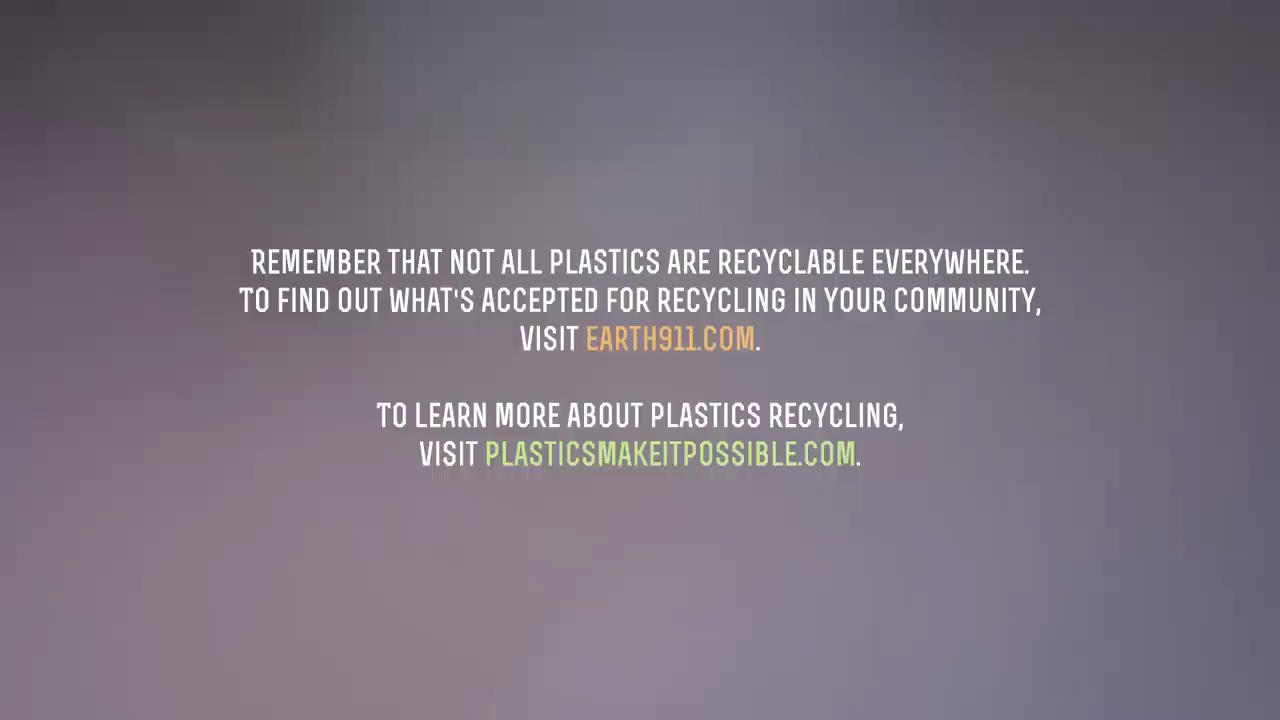 REMEMBER THAT NOT ALL PLASTICS ARE RECYCLABLE EVERYWHERE.
TO FIND OUT WHAT'S ACCEPTED FOR RECYCLING IN YOUR COMMUNITY,
VISIT EARTH911.COM.
TO LEARN MORE ABOUT PLASTICS RECYCLING,
VISIT PLASTICSMAKEITPOSSIBLE.COM.